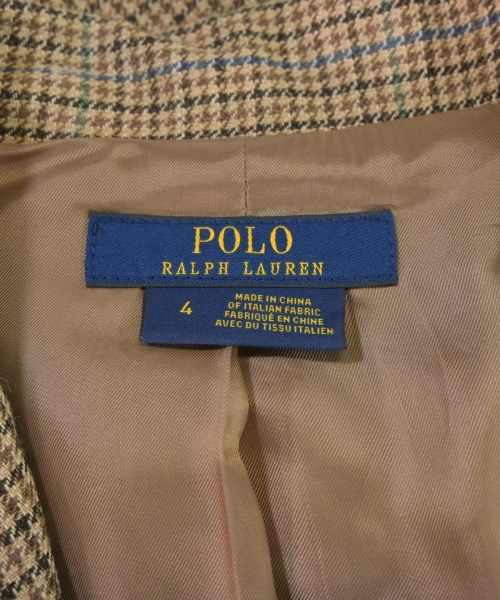 POLO
RALPH LAUREN
4
MADE IN CHINA
OF ITALIAN FABRIC
FABRIQUÉ EN CHINE
AVEC DU TISSU ITALIEN